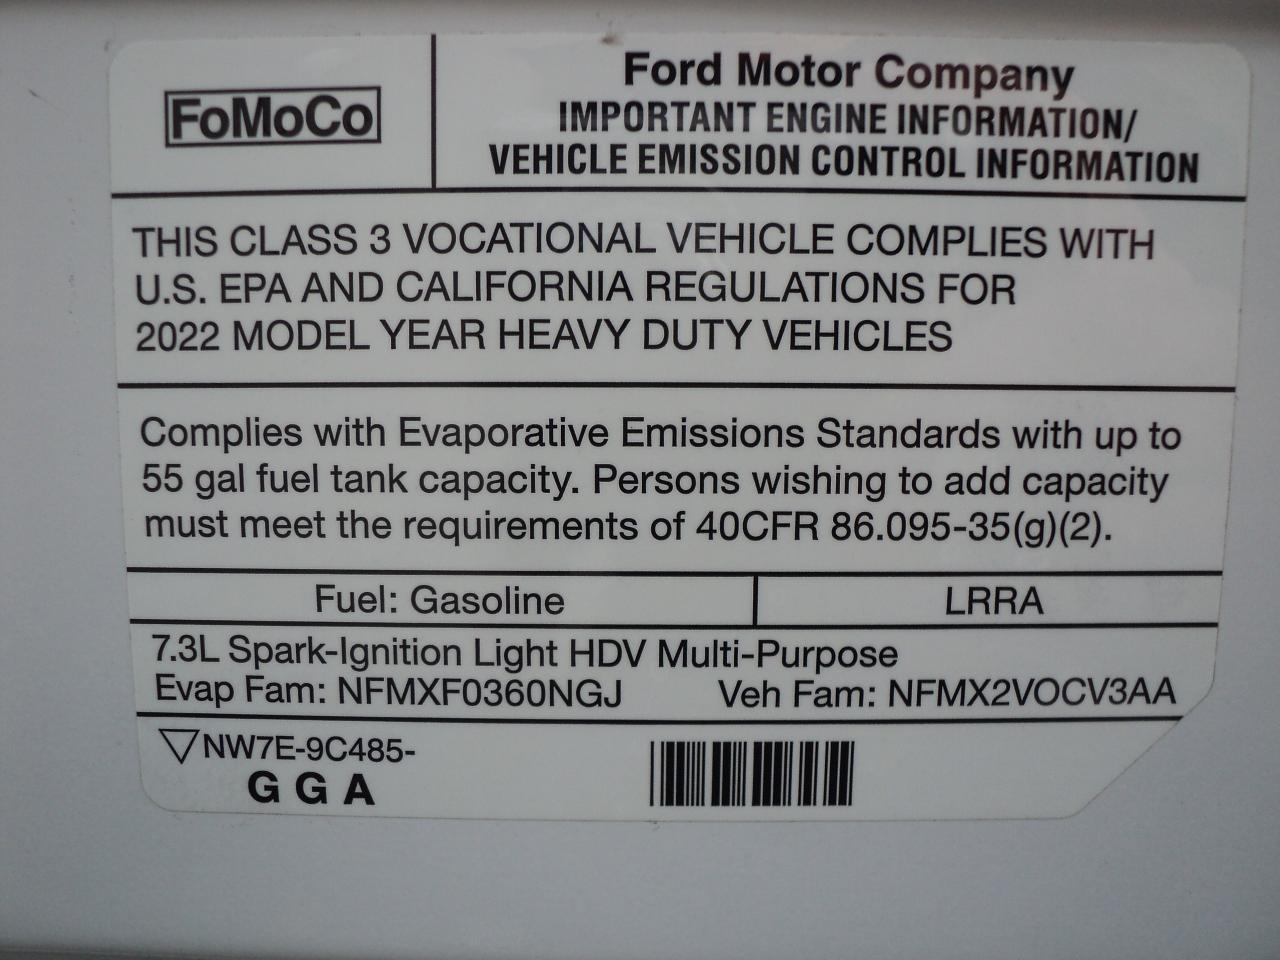 FoMoCo
Ford Motor Company
IMPORTANT ENGINE INFORMATION/
VEHICLE EMISSION CONTROL INFORMATION
THIS CLASS 3 VOCATIONAL VEHICLE COMPLIES WITH
U.S. EPA AND CALIFORNIA REGULATIONS FOR
2022 MODEL YEAR HEAVY DUTY VEHICLES
Complies with Evaporative Emissions Standards with up to
55 gal fuel tank capacity. Persons wishing to add capacity
must meet the requirements of 40CFR 86.095-35(g)(2).
Fuel: Gasoline LRRA
7.3L Spark-Ignition Light HDV Multi-Purpose
Evap Fam: NFMXF0360NGJ Veh Fam: NFMX2VOCV3AA
NW7E-9C485-
G G A